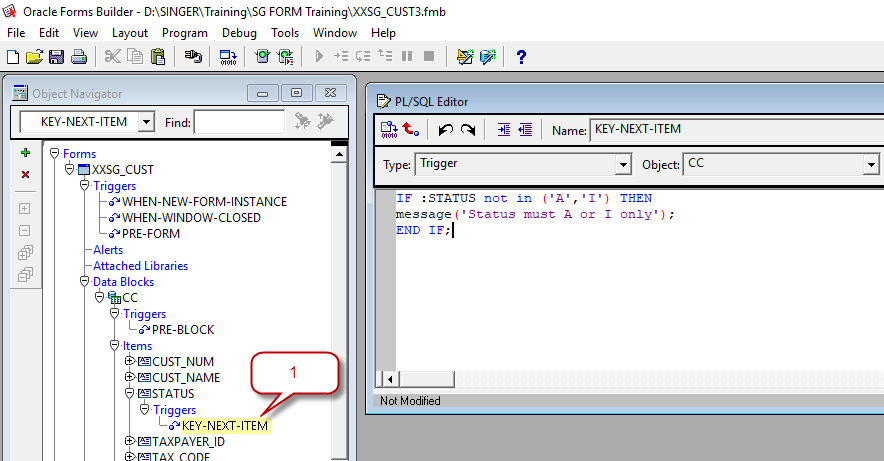 Oracle Forms Builder - D:\SINGER\Training\SG FORM Training\XXSG_CUST3.fmb
File Edit View Layout Program Debug Tools Window Help
Object Navigator
KEY-NEXT-ITEM Find:
Forms
XXSG_CUST
Triggers
WHEN-NEW-FORM-INSTANCE
WHEN-WINDOW-CLOSED
PRE-FORM
Alerts
Attached Libraries
Data Blocks
CC
Triggers
PRE-BLOCK
Items
CUST_NUM
CUST_NAME
STATUS
Triggers
KEY-NEXT-ITEM
TAXPAYER_ID
TAX_CODE
1
PL/SQL Editor
Name: KEY-NEXT-ITEM
Type: Trigger Object: CC
IF :STATUS not in ('A','I') THEN
message('Status must A or I only');
END IF;
Not Modified